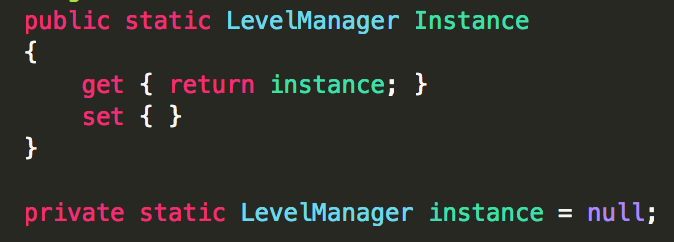 public static LevelManager Instance
{
    get { return instance; }
    set { }
}
private static LevelManager instance = null;